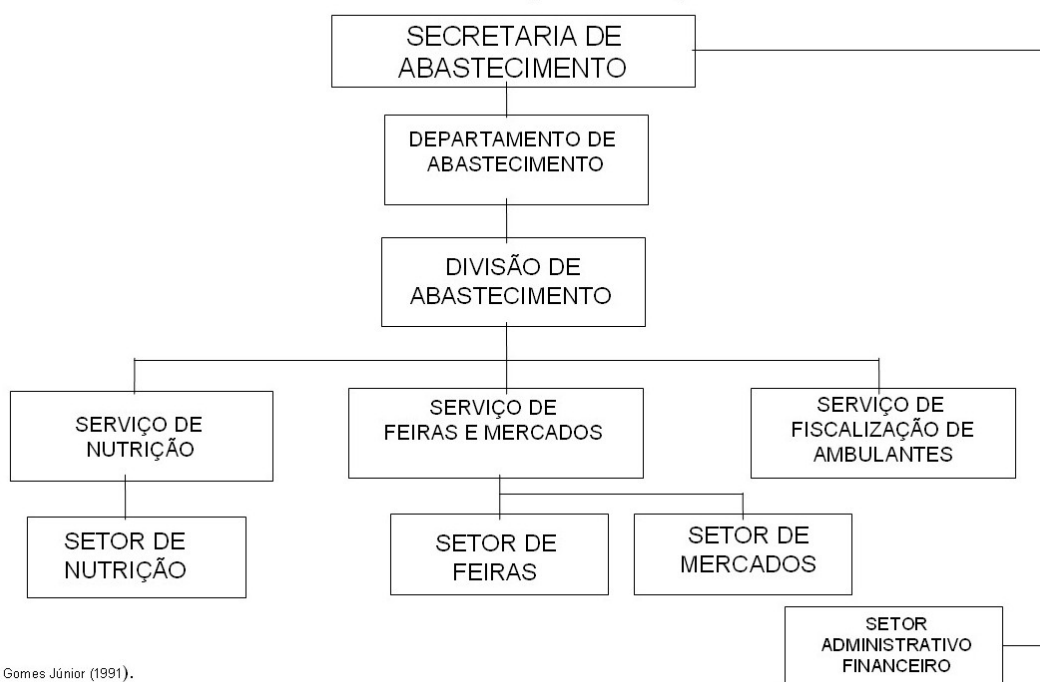 SECRETARIA DE
ABASTECIMENTO
DEPARTAMENTO DE
ABASTECIMENTO
DIVISÃO DE
ABASTECIMENTO
SERVIÇO DE
NUTRIÇÃO
SERVIÇO DE
FEIRAS E MERCADOS
SERVIÇO DE
FISCALIZAÇÃO DE
AMBULANTES
SETOR DE
NUTRIÇÃO
SETOR DE
FEIRAS
SETOR DE
MERCADOS
SETOR
ADMINISTRATIVO
FINANCEIRO
Gomes Júnior (1991).